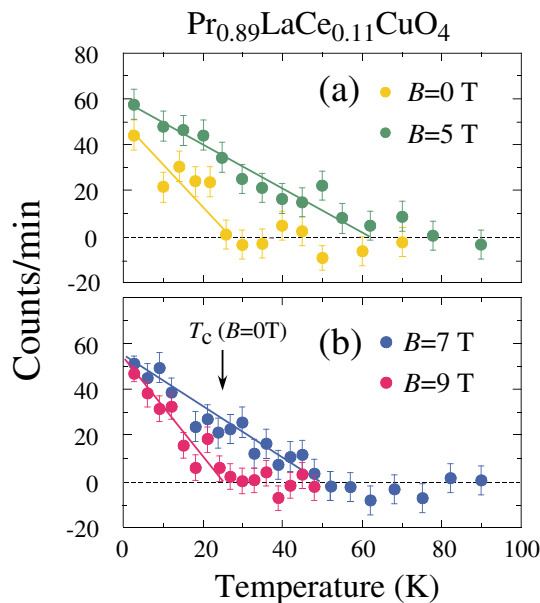 Pr₀.₈₉LaCe₀.₁₁CuO₄
80
60
40
20
0
-20
(a)
B=0 T
B=5 T
Counts/min
60
40
20
0
-20
T_c (B=0T)
(b)
B=7 T
B=9 T
0 20 40 60 80 100
Temperature (K)